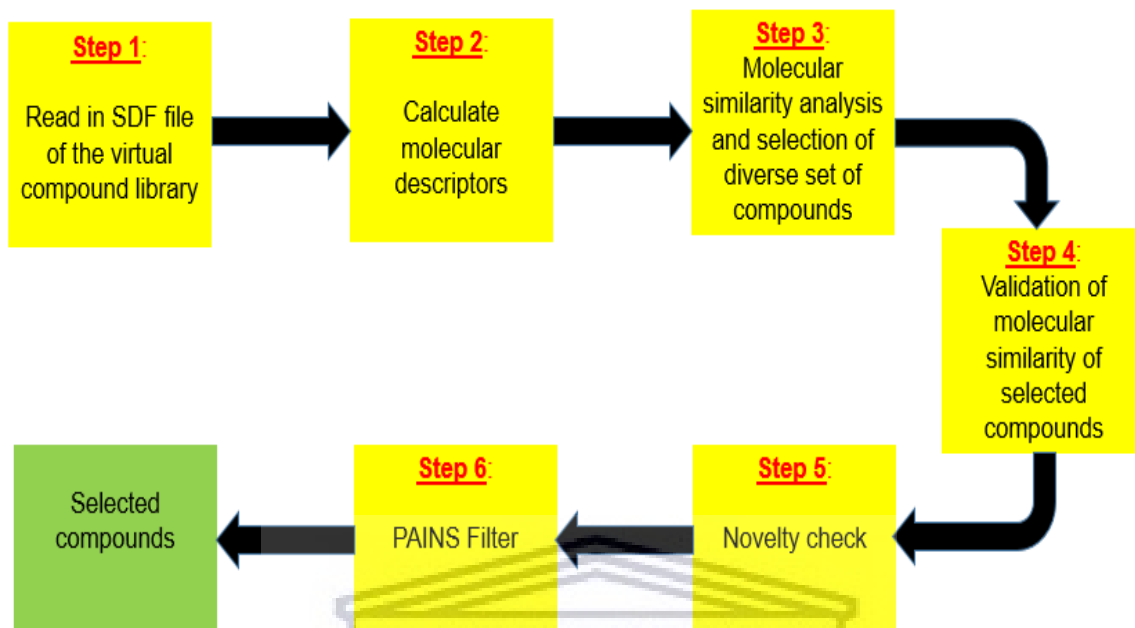 Step 1:
Read in SDF file
of the virtual
compound library
Step 2:
Calculate
molecular
descriptors
Step 3:
Molecular
similarity analysis
and selection of
diverse set of
compounds
Step 4:
Validation of
molecular
similarity of
selected
compounds
Step 5:
Novelty check
Step 6:
PAINS Filter
Selected
compounds